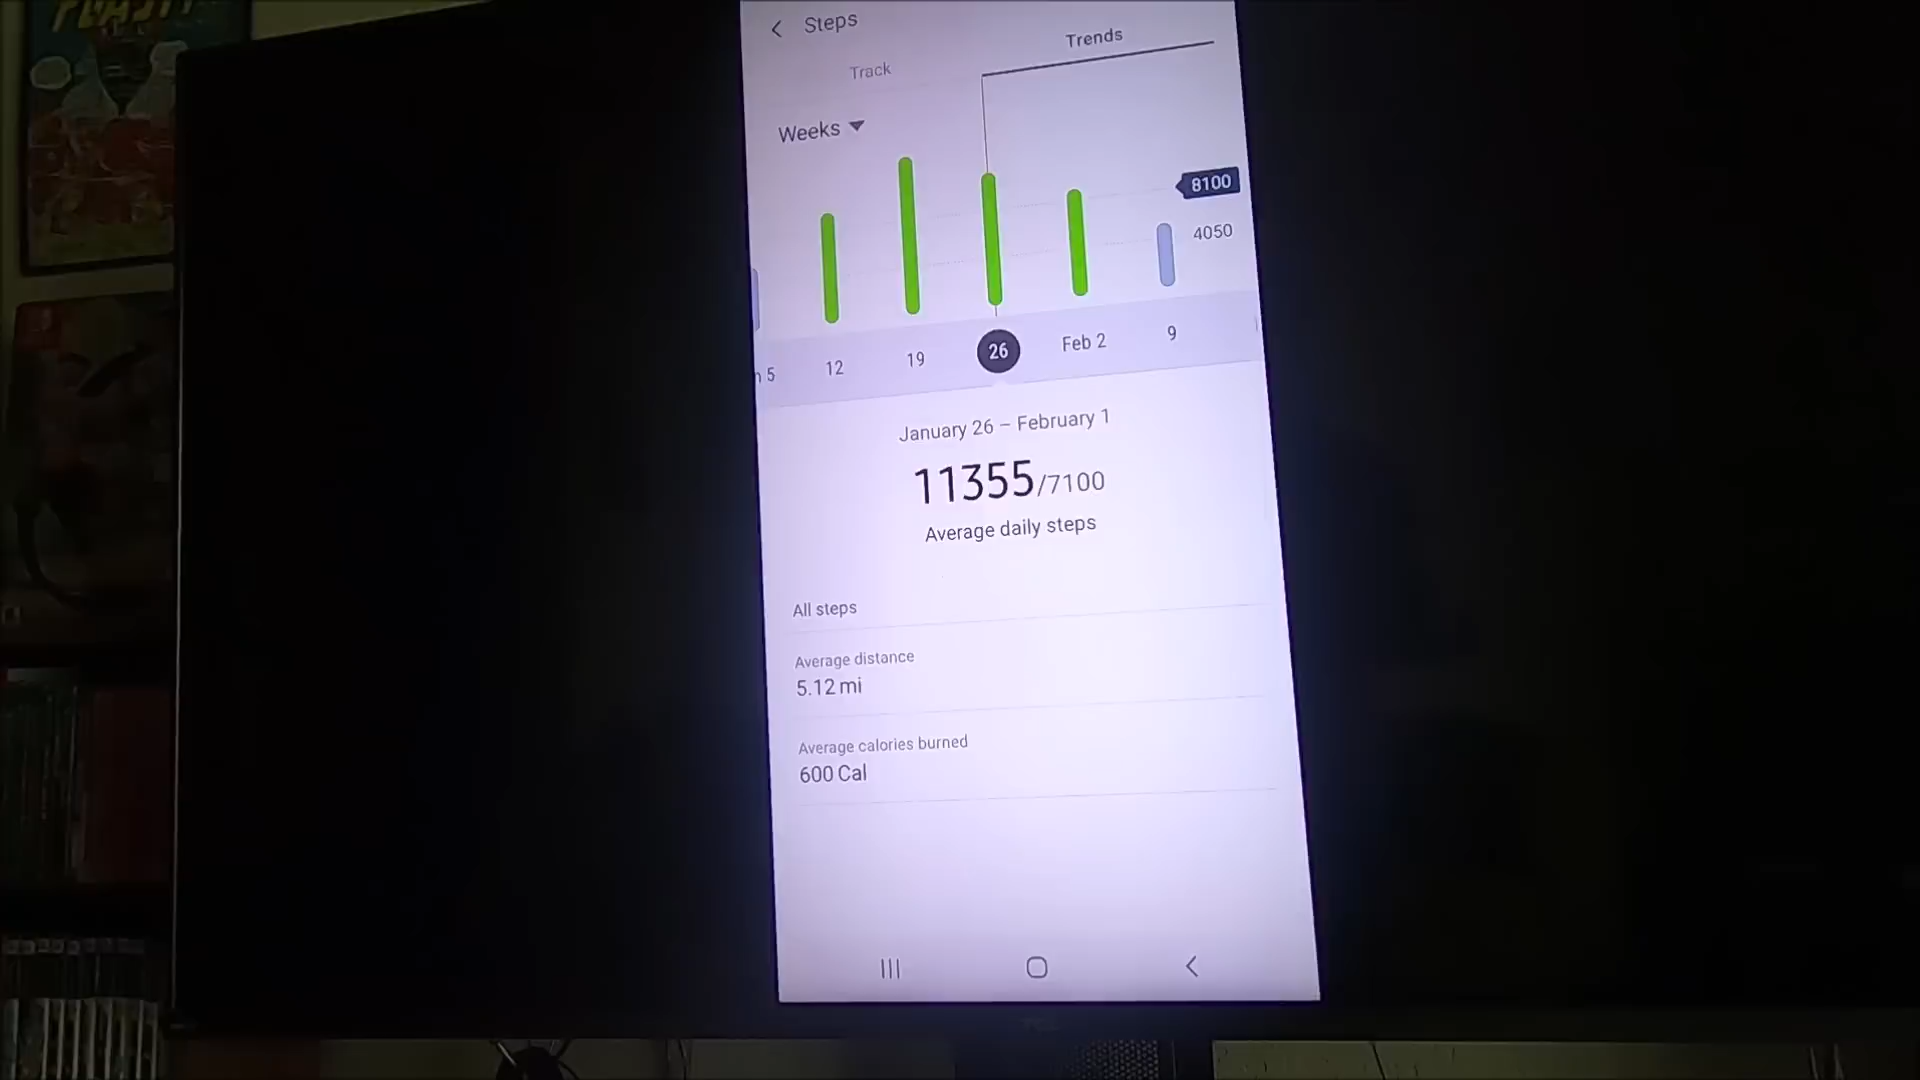 Steps
Track
Trends
Weeks
8100
4050
5
12
19
26
Feb 2
9
January 26 – February 1
11355/7100
Average daily steps
All steps
Average distance
5.12 mi
Average calories burned
600 Cal